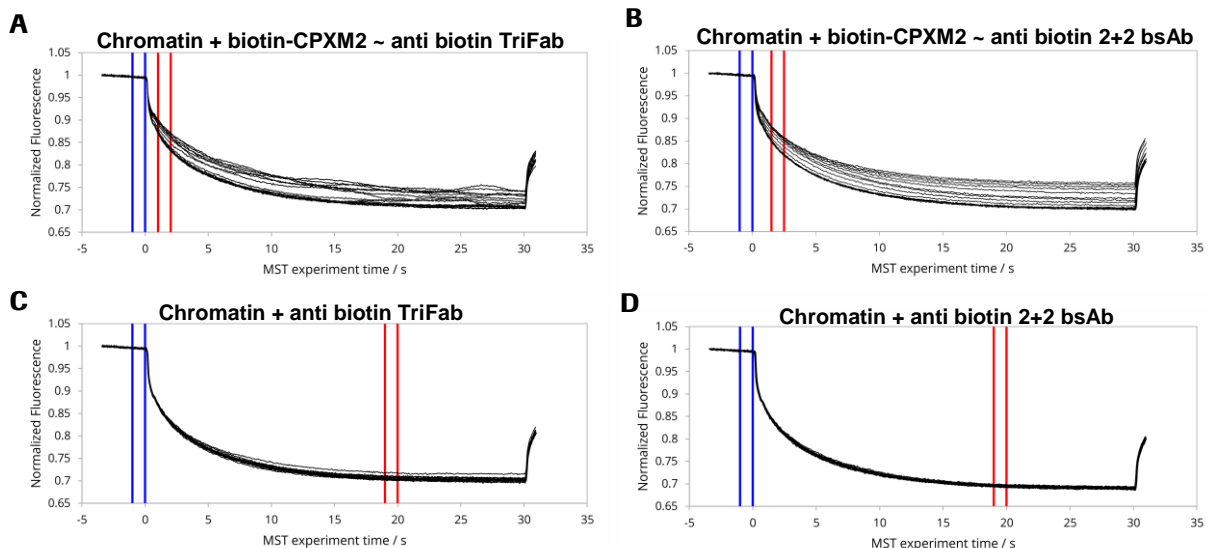 A
Chromatin + biotin-CPXM2 ~ anti biotin TriFab
1.05
1
0.95
0.9
0.85
0.8
0.75
0.7
0.65
Normalized Fluorescence
-5 0 5 10 15 20 25 30 35
MST experiment time / s
B
Chromatin + biotin-CPXM2 ~ anti biotin 2+2 bsAb
1.05
1
0.95
0.9
0.85
0.8
0.75
0.7
0.65
Normalized Fluorescence
-5 0 5 10 15 20 25 30 35
MST experiment time / s
C
Chromatin + anti biotin TriFab
1.05
1
0.95
0.9
0.85
0.8
0.75
0.7
0.65
Normalized Fluorescence
-5 0 5 10 15 20 25 30 35
MST experiment time / s
D
Chromatin + anti biotin 2+2 bsAb
1.05
1
0.95
0.9
0.85
0.8
0.75
0.7
0.65
Normalized Fluorescence
-5 0 5 10 15 20 25 30 35
MST experiment time / s